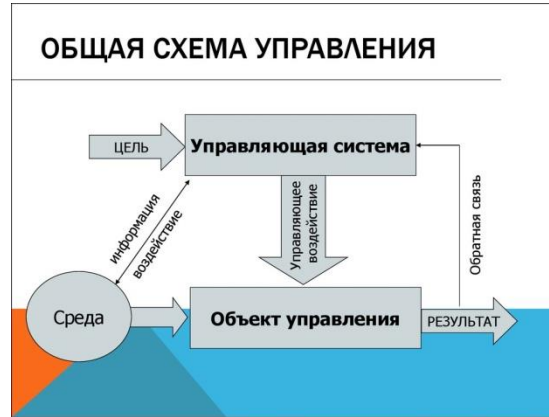 ОБЩАЯ СХЕМА УПРАВЛЕНИЯ
ЦЕЛЬ
Управляющая система
информация
воздействие
Управляющее
воздействие
Обратная связь
Среда
Объект управления
РЕЗУЛЬТАТ